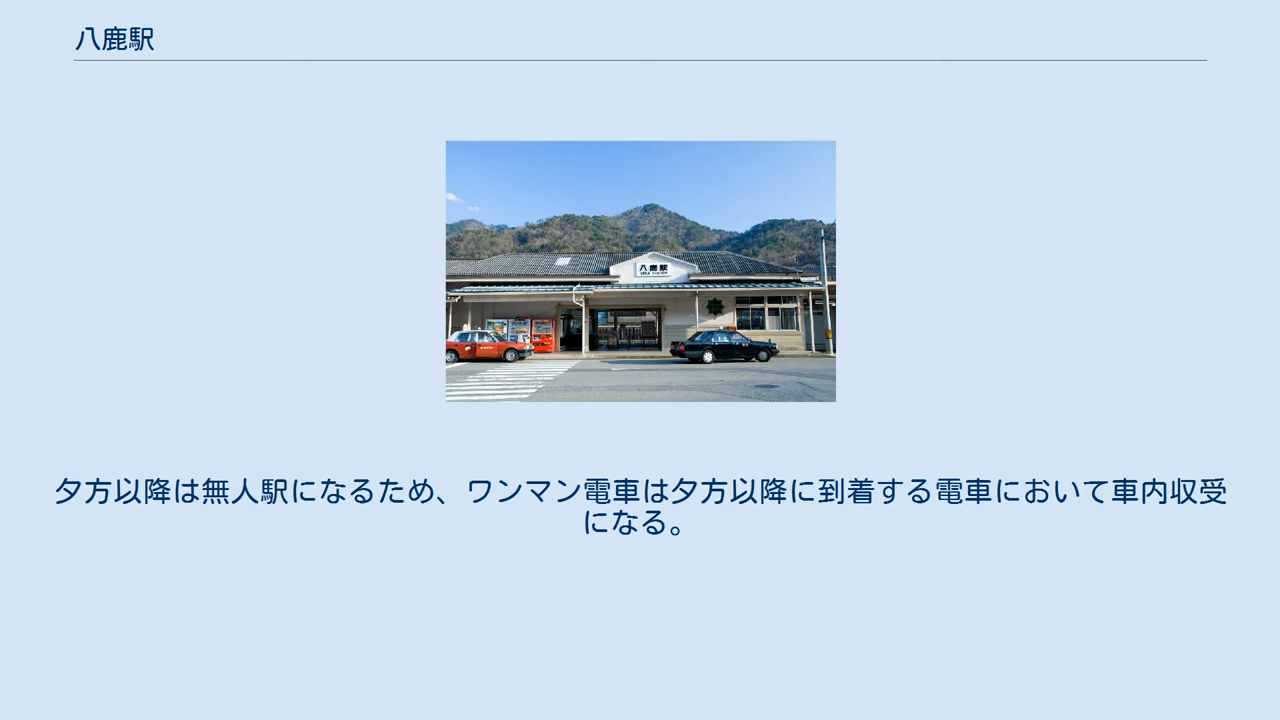 八鹿駅
八鹿駅
YŌKA STATION
夕方以降は無人駅になるため、ワンマン電車は夕方以降に到着する電車において車内収受
になる。